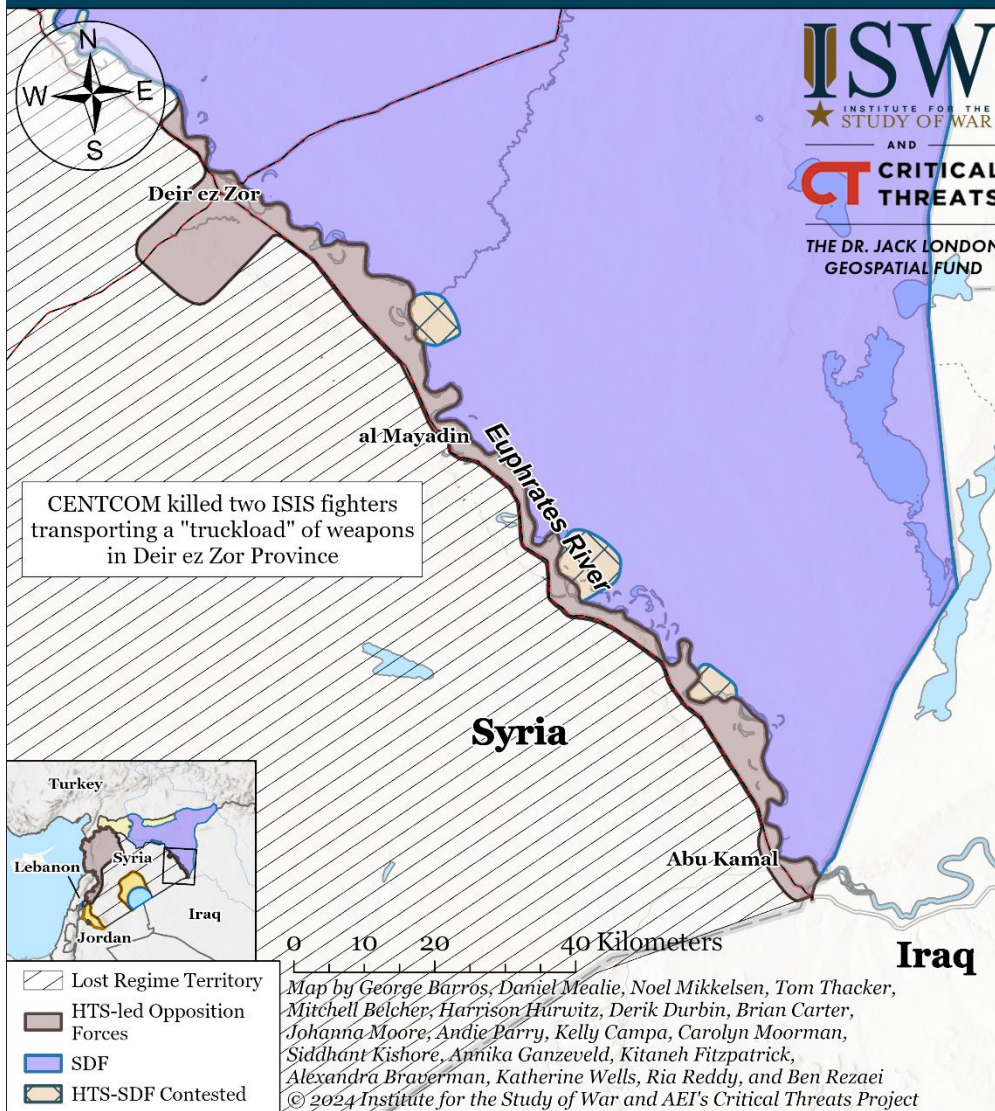 N
W E
S
ISW
INSTITUTE FOR THE
STUDY OF WAR
AND
CT CRITICAL
THREATS
THE DR. JACK LONDON
GEOSPATIAL FUND
Deir ez Zor
al Mayadin
Euphrates River
CENTCOM killed two ISIS fighters
transporting a "truckload" of weapons
in Deir ez Zor Province
Syria
Abu Kamal
Iraq
Turkey
Lebanon
Syria
Iraq
Jordan
0 20 40 Kilometers
Lost Regime Territory
HTS-led Opposition
Forces
SDF
HTS-SDF Contested
Map by George Barros, Daniel Mealie, Noel Mikkelsen, Tom Thacker,
Mitchell Belcher, Harrison Hurwitz, Derik Durbin, Brian Carter,
Johanna Moore, Andie Parry, Kelly Campa, Carolyn Moorman,
Siddhant Kishore, Annika Ganzeveld, Kitaneh Fitzpatrick,
Alexandra Braverman, Katherine Wells, Ria Reddy, and Ben Rezaei
© 2024 Institute for the Study of War and AEI's Critical Threats Project